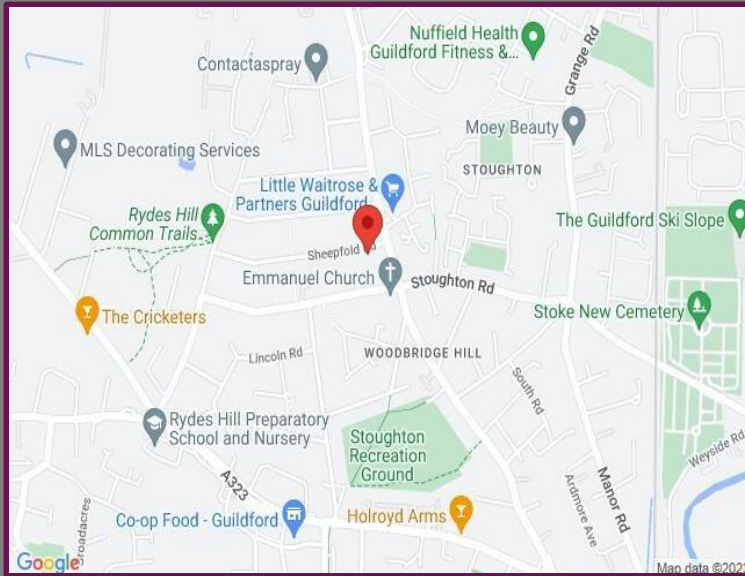 Nuffield Health
Guildford Fitness &...
Grange Rd
Contactaspray
Moey Beauty
MLS Decorating Services
STOUGHTON
Little Waitrose &
Partners Guildford
Rydes Hill
Common Trails
The Guildford Ski Slope
Sheepfold Rd
Emmanuel Church
Stoughton Rd
Stoke New Cemetery
The Cricketers
Lincoln Rd
WOODBRIDGE HILL
South Rd
Rydes Hill Preparatory
School and Nursery
Stoughton
Recreation
Ground
Weyside Rd
A323
Manor Rd
Ardmore Ave
Broadacres
Co-op Food - Guildford
Holroyd Arms
Google
Map data ©202